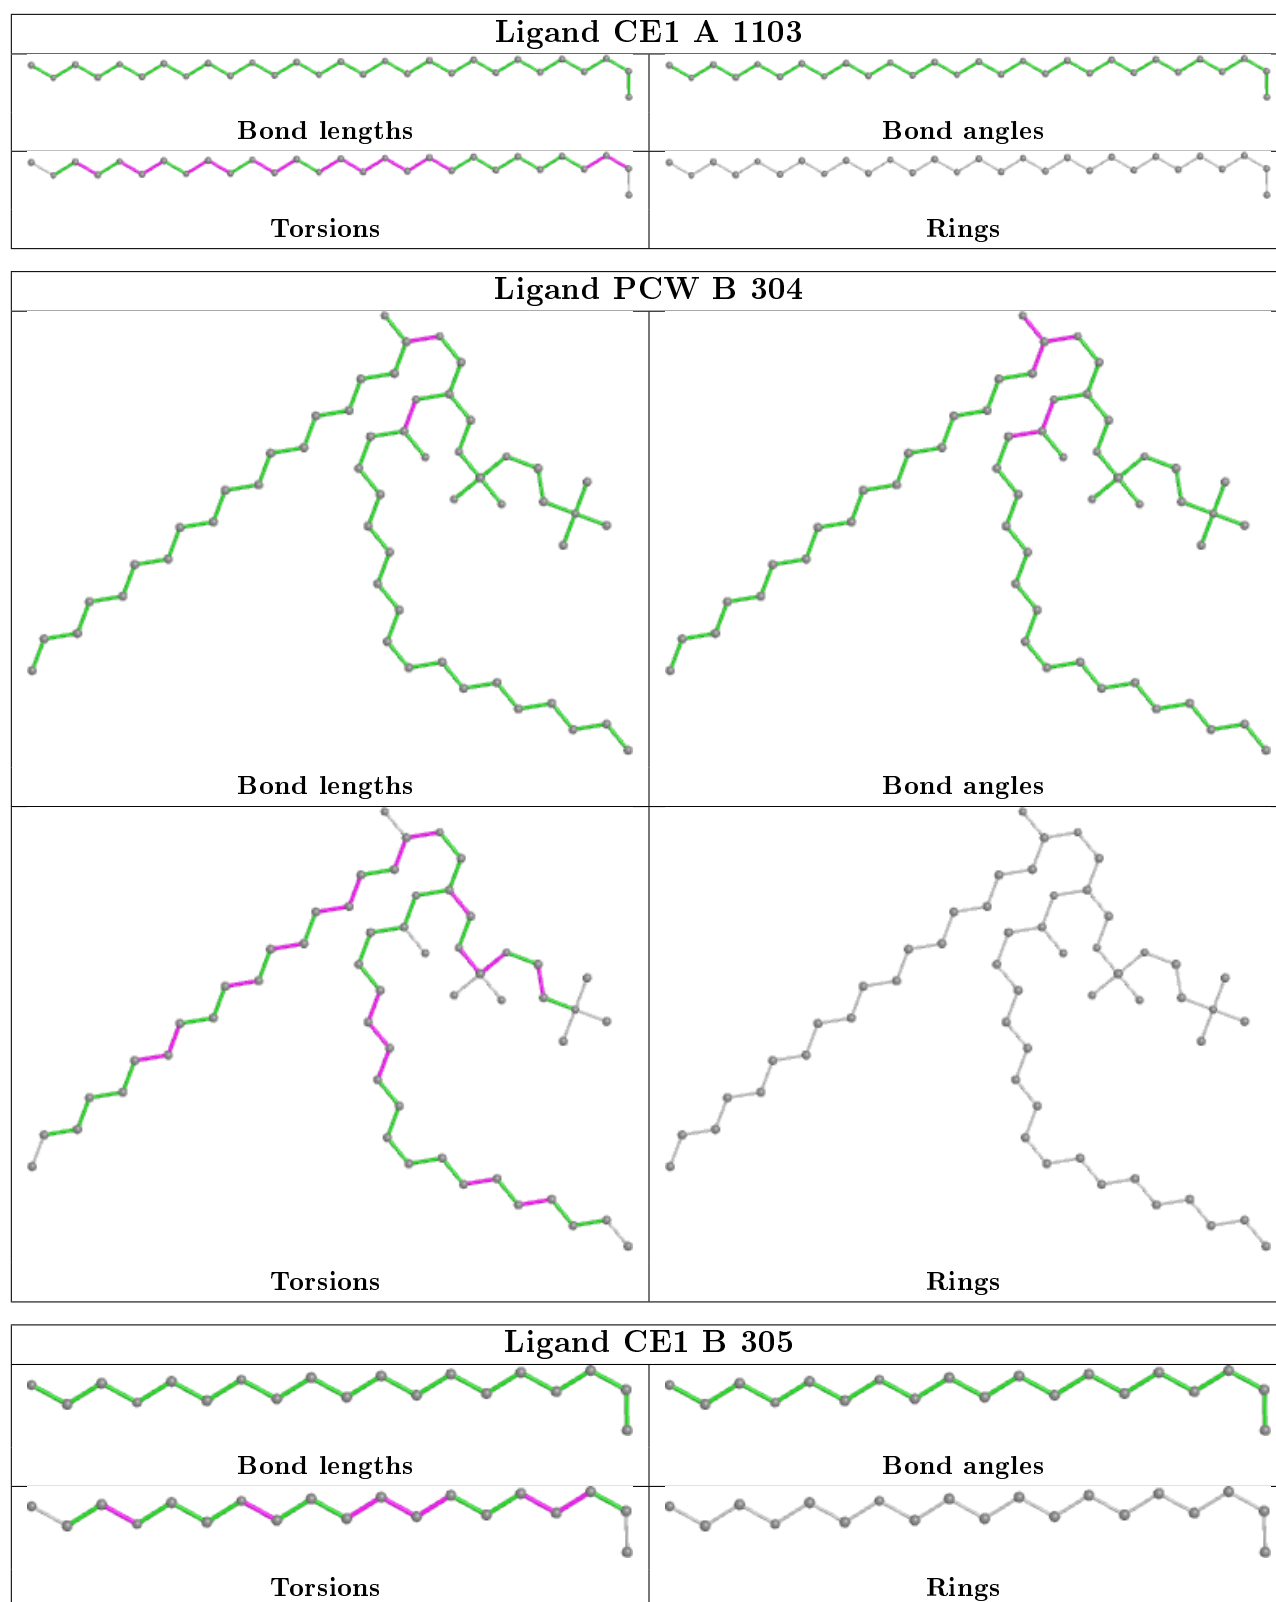 Ligand CE1 A 1103
Bond lengths
Bond angles
Torsions
Rings
Ligand PCW B 304
Bond lengths
Bond angles
Torsions
Rings
Ligand CE1 B 305
Bond lengths
Bond angles
Torsions
Rings